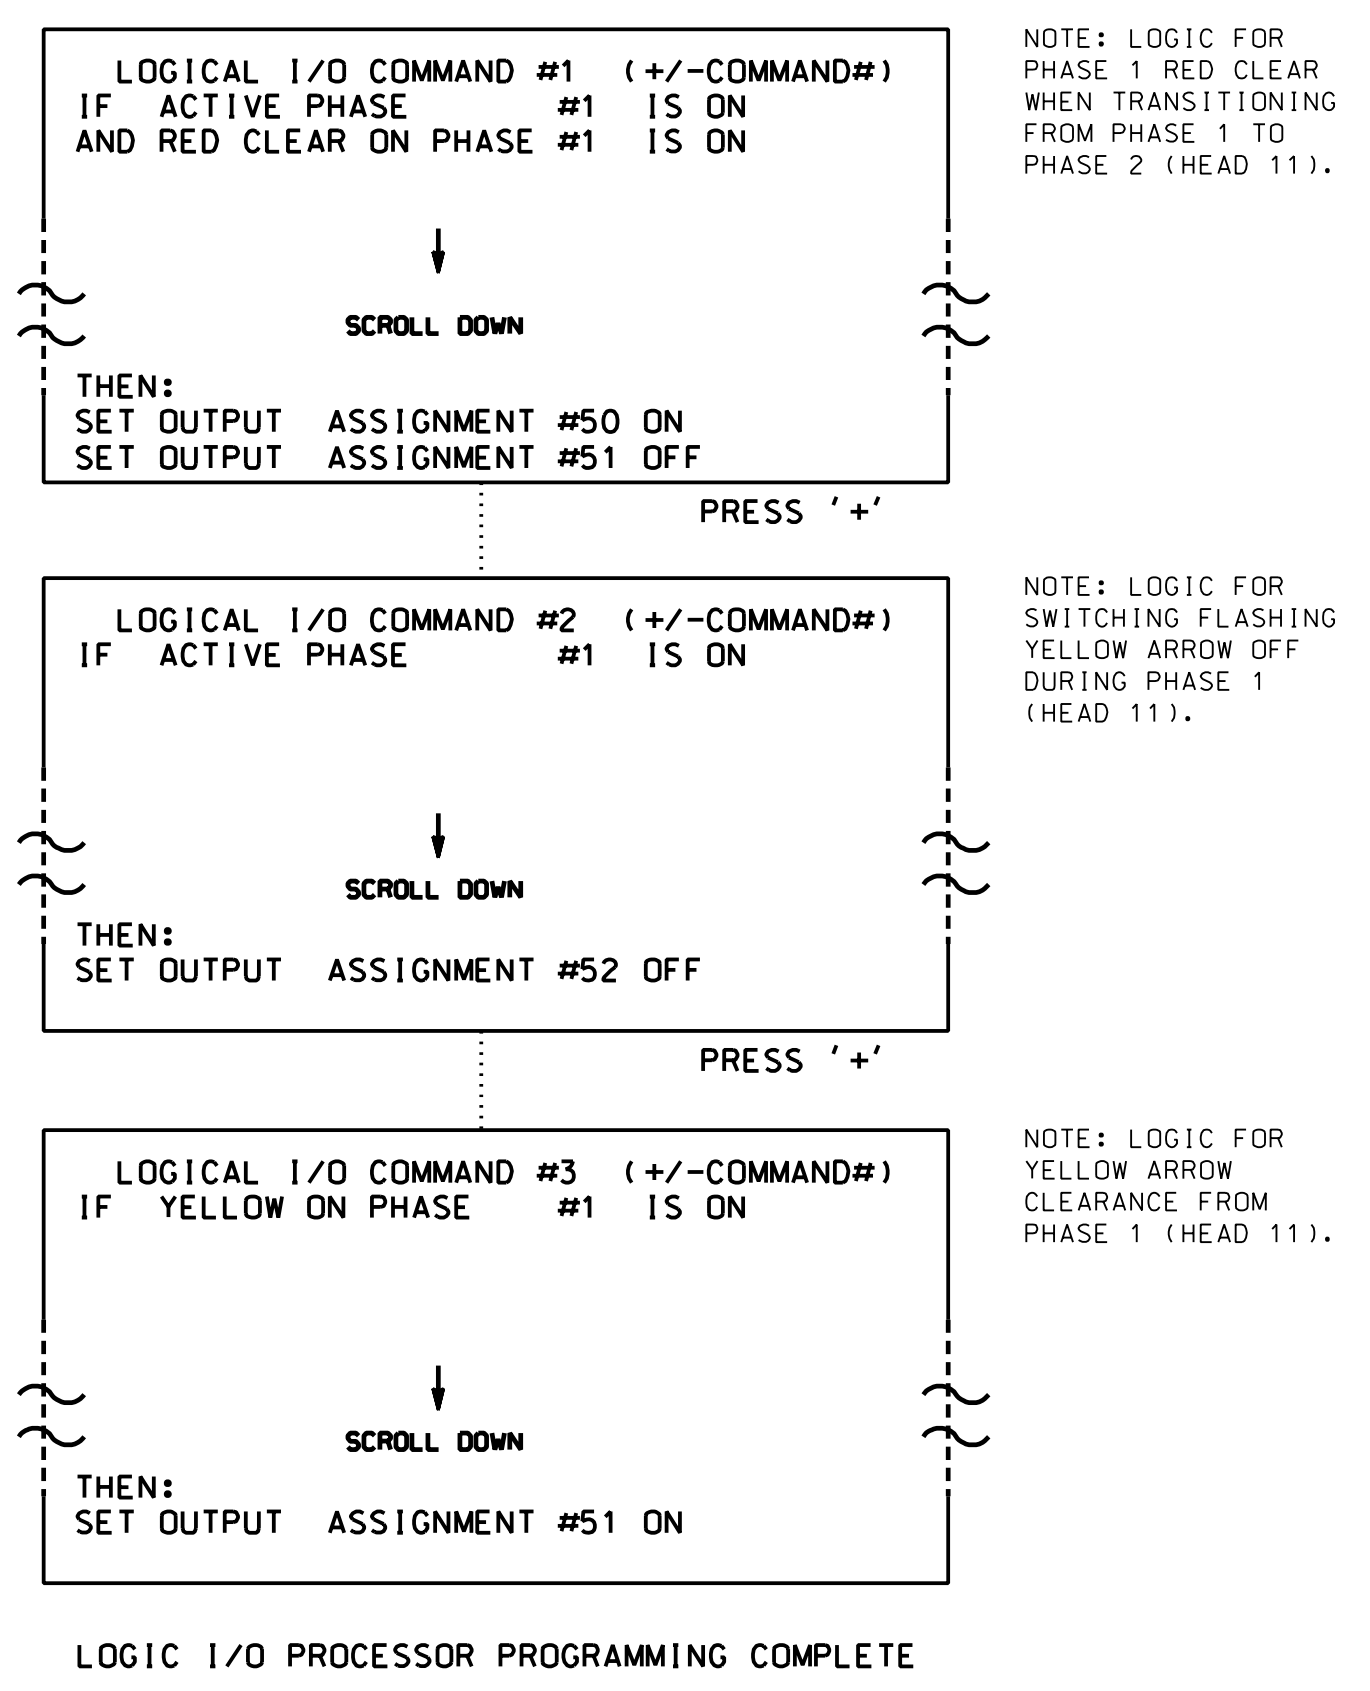 LOGICAL I/O COMMAND #1 (+/-COMMAND#)
IF ACTIVE PHASE #1 IS ON
AND RED CLEAR ON PHASE #1 IS ON
SCROLL DOWN
THEN:
SET OUTPUT ASSIGNMENT #50 ON
SET OUTPUT ASSIGNMENT #51 OFF
NOTE: LOGIC FOR
PHASE 1 RED CLEAR
WHEN TRANSITIONING
FROM PHASE 1 TO
PHASE 2 (HEAD 11).
PRESS '+'
LOGICAL I/O COMMAND #2 (+/-COMMAND#)
IF ACTIVE PHASE #1 IS ON
SCROLL DOWN
THEN:
SET OUTPUT ASSIGNMENT #52 OFF
NOTE: LOGIC FOR
SWITCHING FLASHING
YELLOW ARROW OFF
DURING PHASE 1
(HEAD 11).
PRESS '+'
LOGICAL I/O COMMAND #3 (+/-COMMAND#)
IF YELLOW ON PHASE #1 IS ON
SCROLL DOWN
THEN:
SET OUTPUT ASSIGNMENT #51 ON
NOTE: LOGIC FOR
YELLOW ARROW
CLEARANCE FROM
PHASE 1 (HEAD 11).
LOGIC I/O PROCESSOR PROGRAMMING COMPLETE